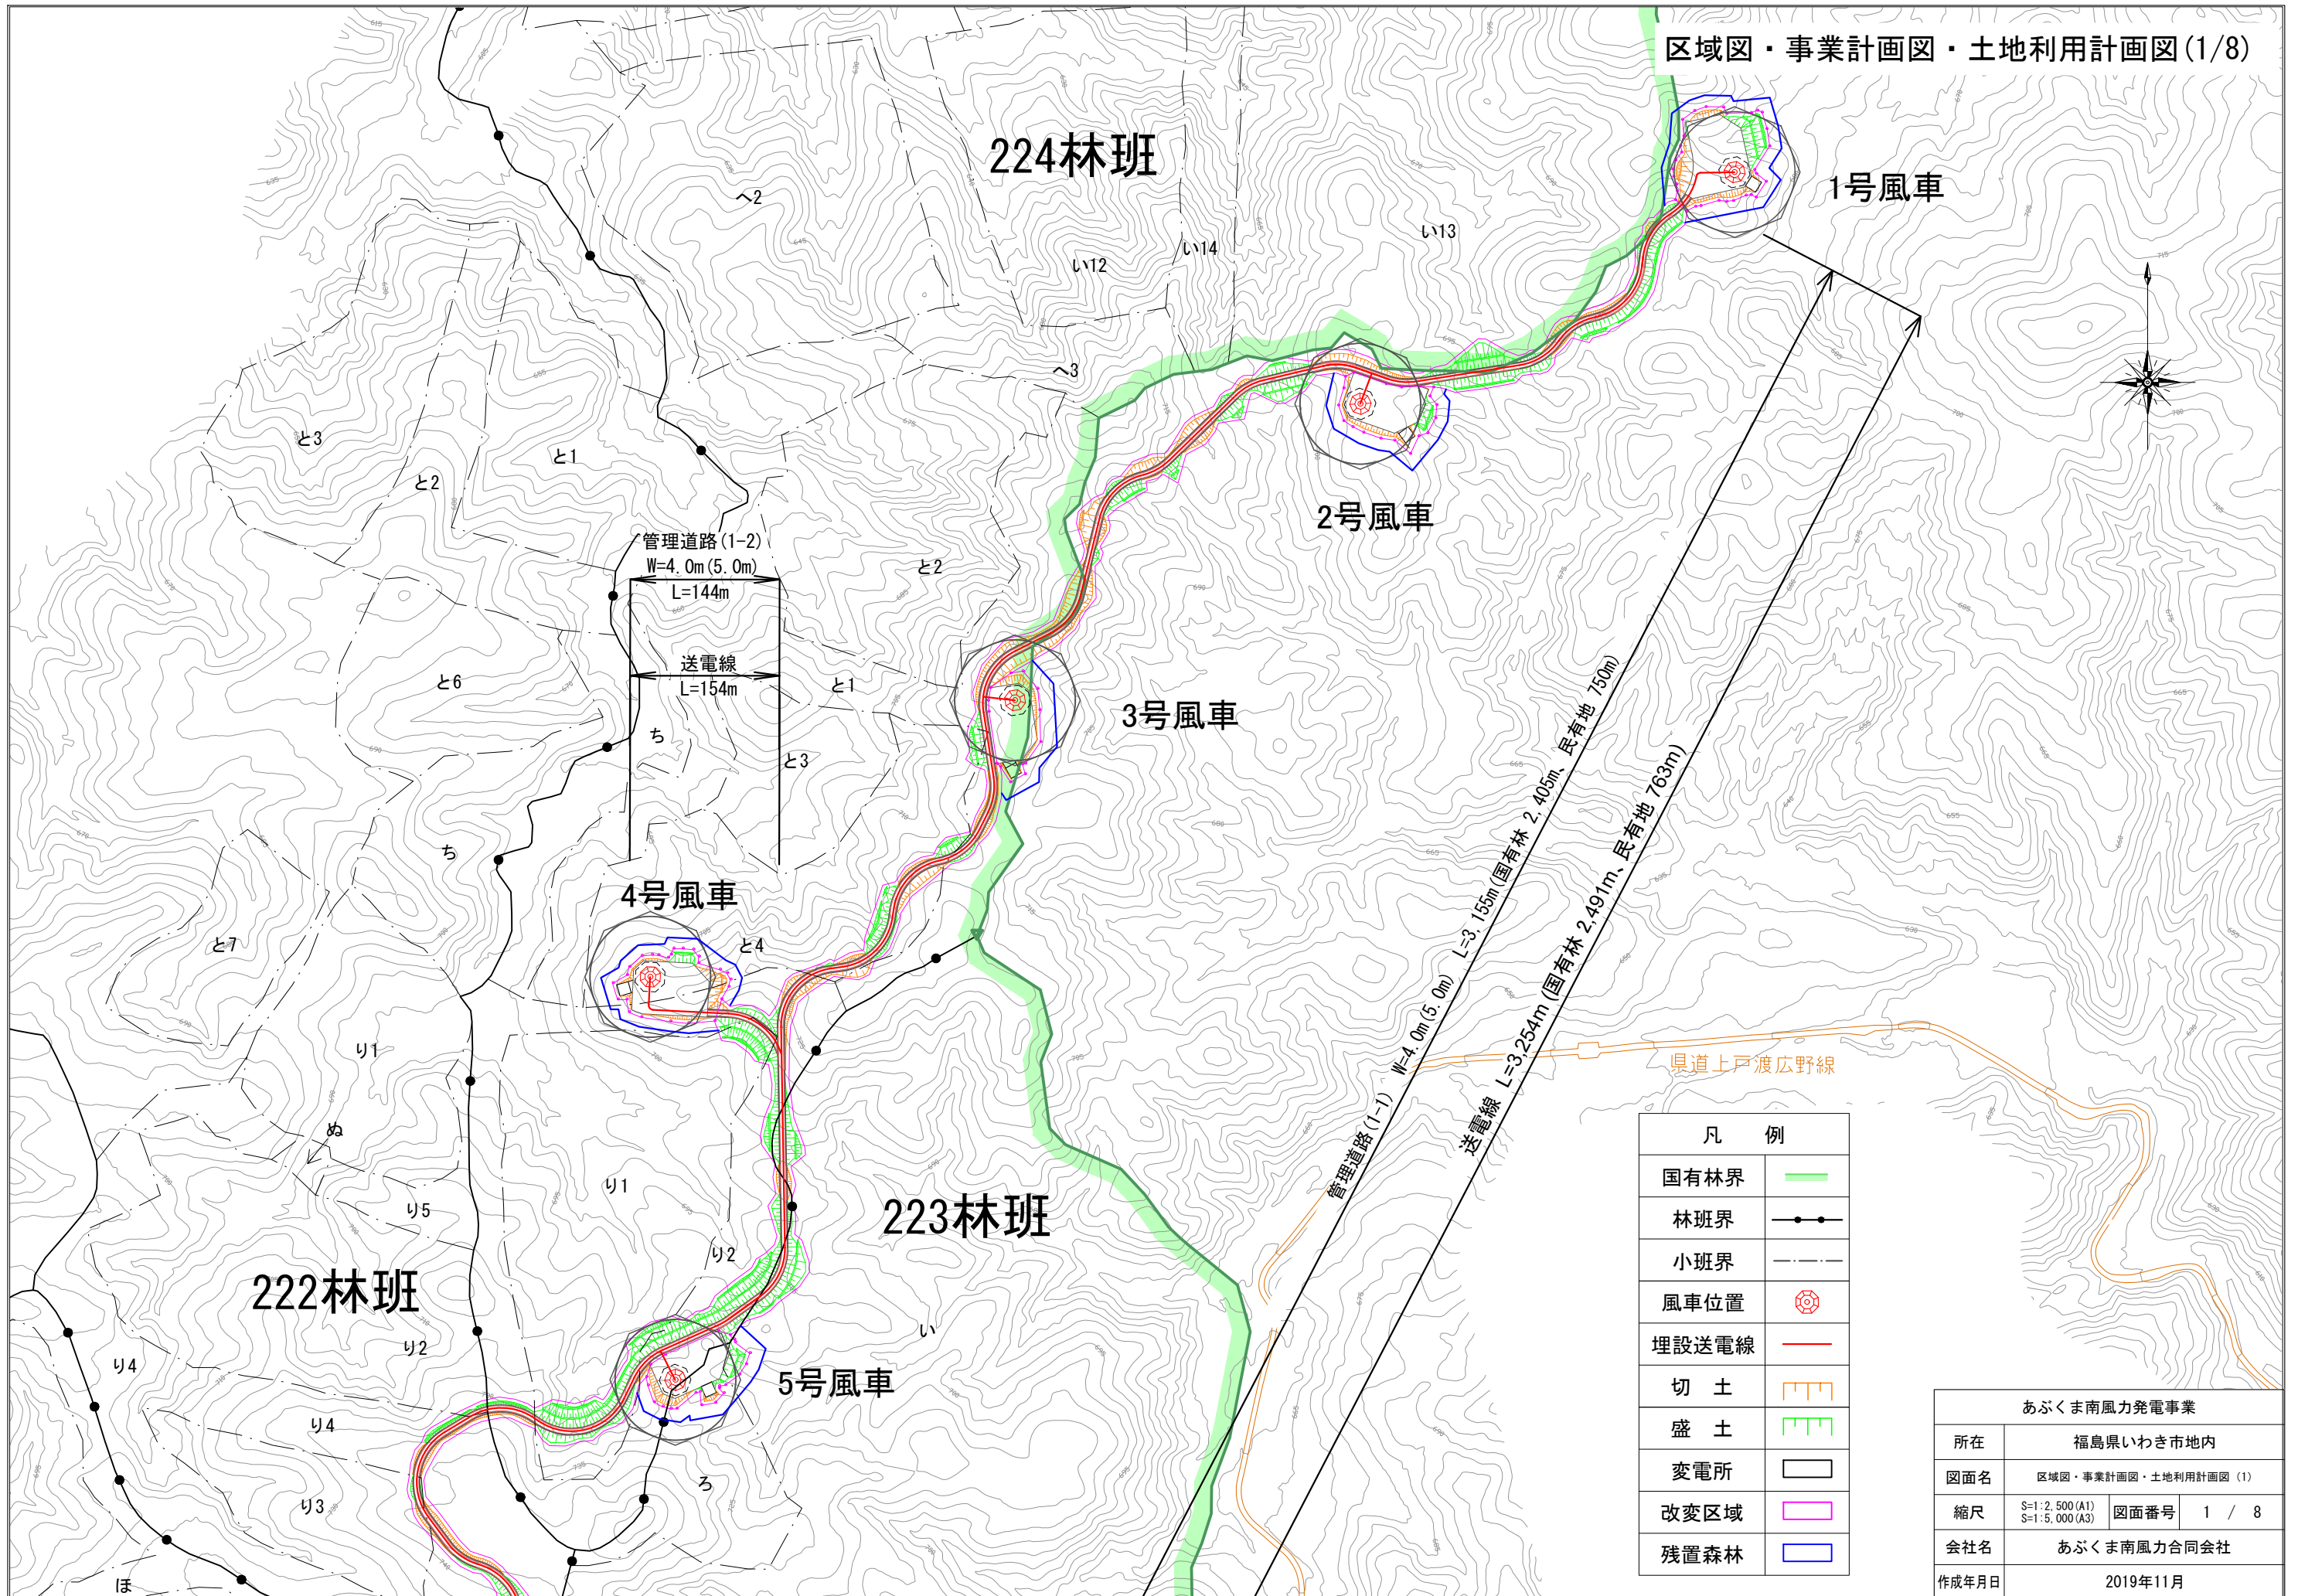 区域図・事業計画図・土地利用計画図(1/8)
224林班
1号風車
へ2
い13
い14
い12
へ3
と3
と1
と2
2号風車
管理道路(1-2)
W=4.0m(5.0m)
L=144m
と2
送電線
L=154m
と6
と1
3号風車
ち
と3
ち
4号風車
と7
と4
り1
ぬ
り1
り5
223林班
り2
222林班
り2
い
り4
5号風車
り4
ろ
り3
ほ
管理道路(1-1) W=4.0m(5.0m) L=3,155m(国有林 2,405m、民有地 750m)
送電線 L=3,254m (国有林 2,491m、民有地 763m)
県道上戸渡広野線
凡 例
国有林界
林班界
小班界
風車位置
埋設送電線
切 土
盛 土
変電所
改変区域
残置森林
あぶくま南風力発電事業
所在 福島県いわき市地内
図面名 区域図・事業計画図・土地利用計画図 (1)
縮尺 S=1:2,500(A1) S=1:5,000(A3) 図面番号 1 / 8
会社名 あぶくま南風力合同会社
作成年月日 2019年11月